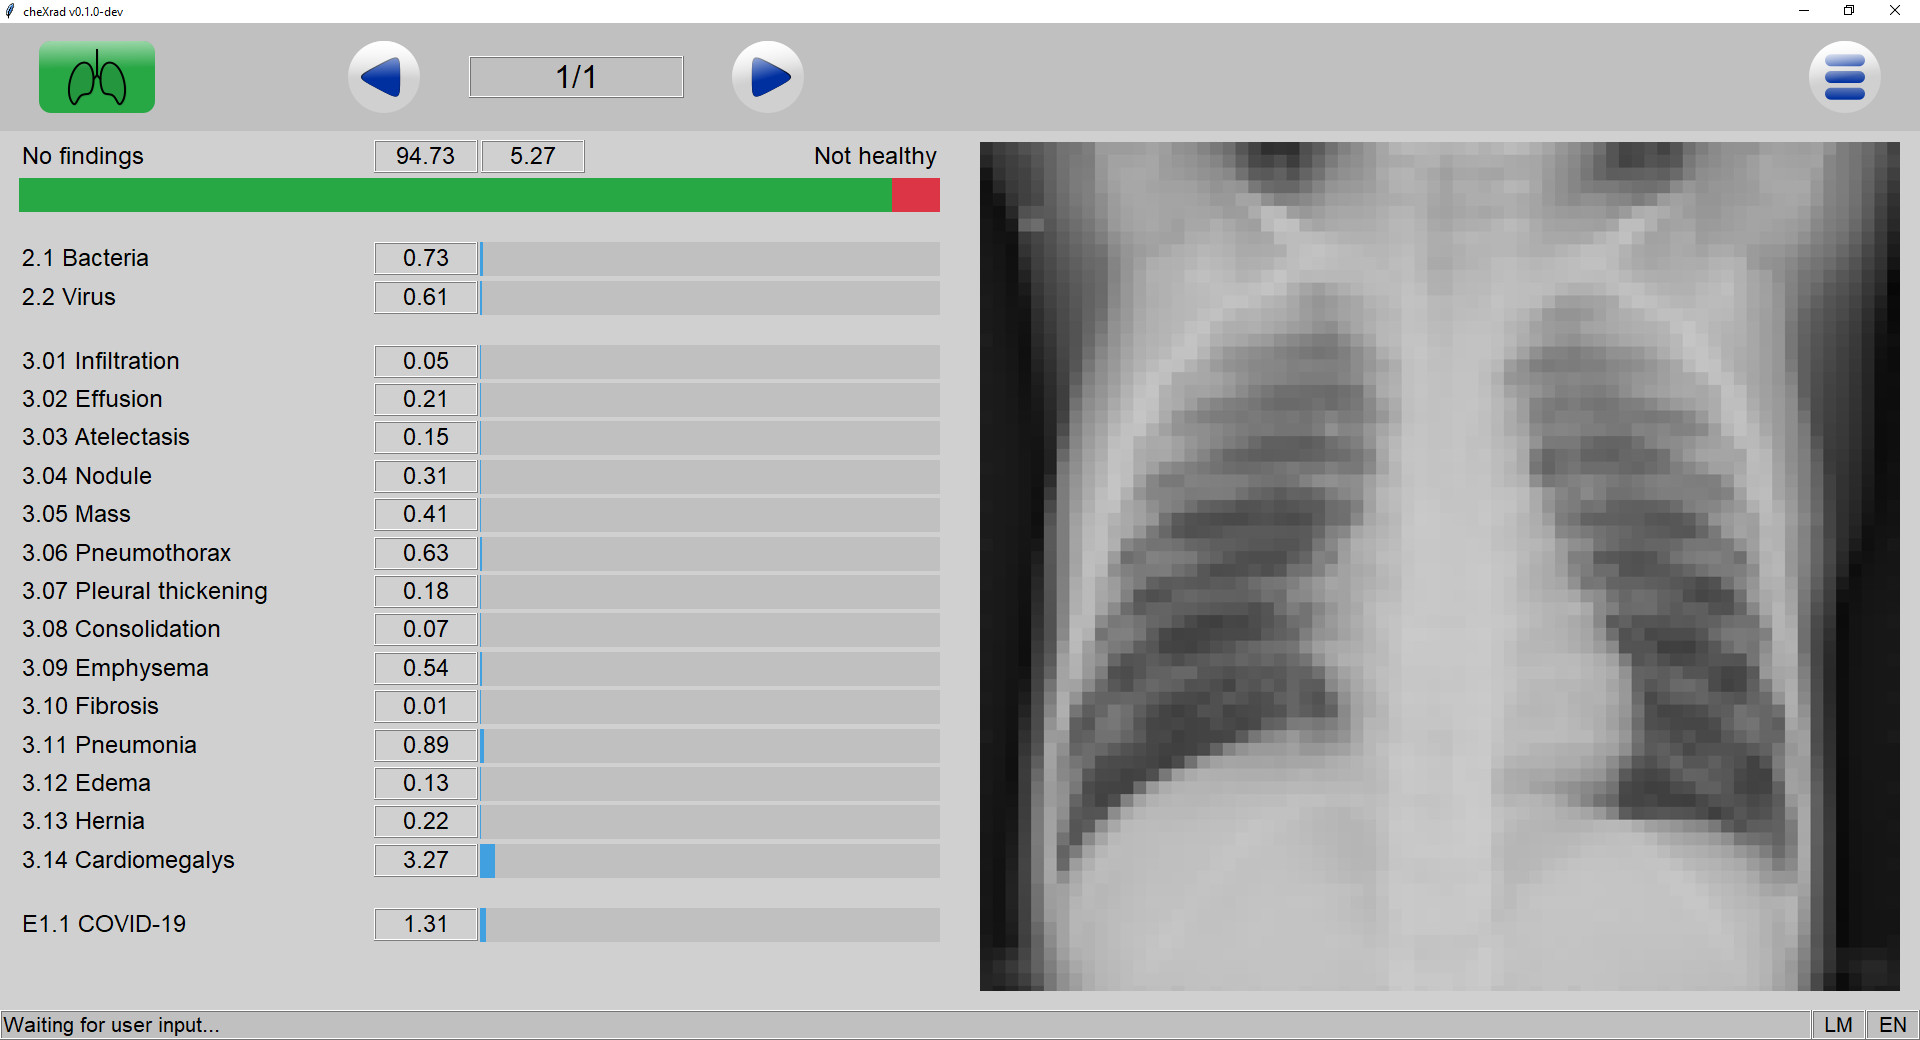 cheXrad v0.1.0-dev
1/1
No findings 94.73 5.27 Not healthy
2.1 Bacteria 0.73
2.2 Virus 0.61
3.01 Infiltration 0.05
3.02 Effusion 0.21
3.03 Atelectasis 0.15
3.04 Nodule 0.31
3.05 Mass 0.41
3.06 Pneumothorax 0.63
3.07 Pleural thickening 0.18
3.08 Consolidation 0.07
3.09 Emphysema 0.54
3.10 Fibrosis 0.01
3.11 Pneumonia 0.89
3.12 Edema 0.13
3.13 Hernia 0.22
3.14 Cardiomegalys 3.27
E1.1 COVID-19 1.31
Waiting for user input... LM EN